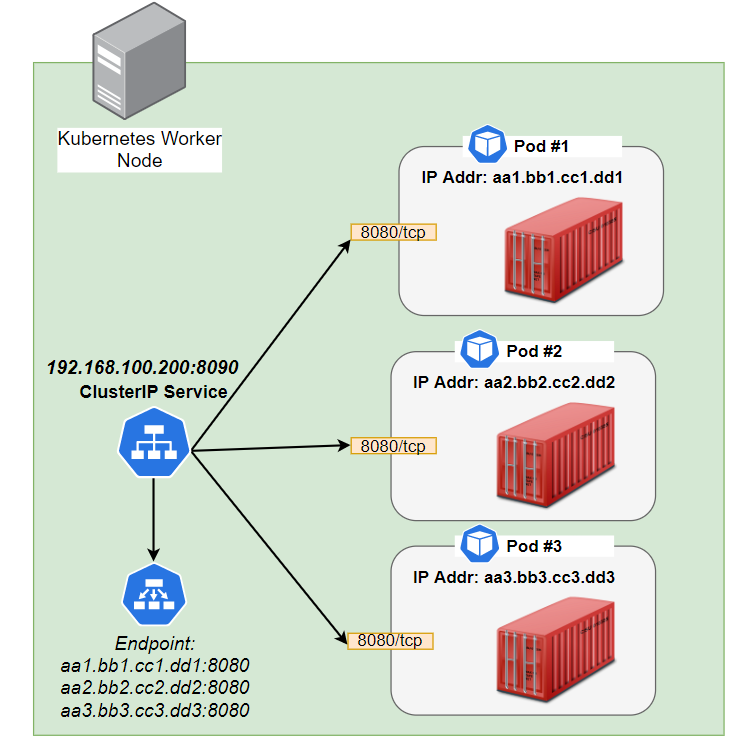 Kubernetes Worker
Node
Pod #1
IP Addr: aa1.bb1.cc1.dd1
8080/tcp
192.168.100.200:8090
ClusterIP Service
Pod #2
IP Addr: aa2.bb2.cc2.dd2
8080/tcp
Pod #3
IP Addr: aa3.bb3.cc3.dd3
8080/tcp
Endpoint:
aa1.bb1.cc1.dd1:8080
aa2.bb2.cc2.dd2:8080
aa3.bb3.cc3.dd3:8080